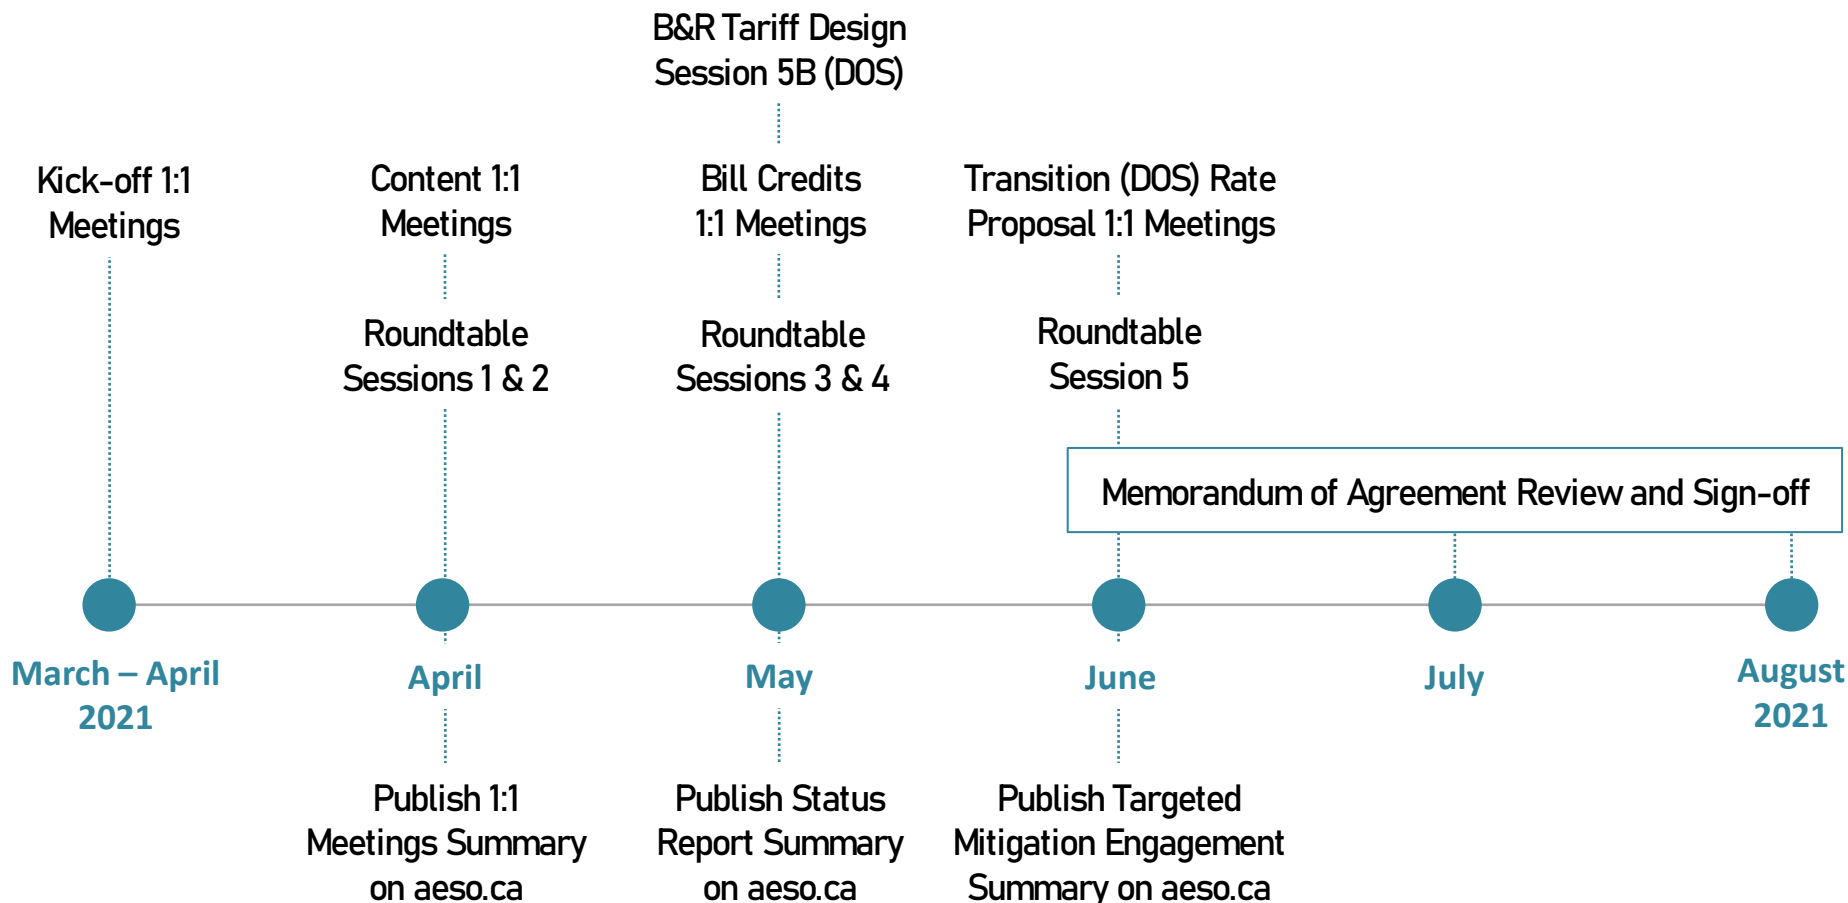 B&R Tariff Design
Session 5B (DOS)
Kick-off 1:1
Meetings
Content 1:1
Meetings
Bill Credits
1:1 Meetings
Transition (DOS) Rate
Proposal 1:1 Meetings
Roundtable
Sessions 1 & 2
Roundtable
Sessions 3 & 4
Roundtable
Session 5
Memorandum of Agreement Review and Sign-off
March – April
2021
April
May
June
July
August
2021
Publish 1:1
Meetings Summary
on aeso.ca
Publish Status
Report Summary
on aeso.ca
Publish Targeted
Mitigation Engagement
Summary on aeso.ca